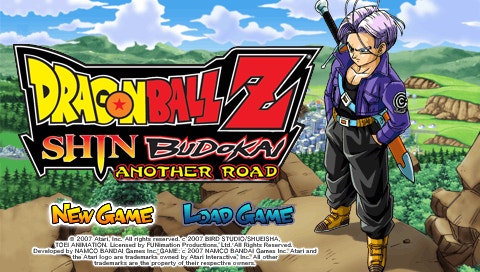 DRAGONBALL Z
SHIN BUDOKAI
ANOTHER ROAD
NEW GAME LOAD GAME
© 2007 Atari, Inc. All rights reserved. © 2007 BIRD STUDIO/SHUEISHA,
TOEI ANIMATION. Licensed by FUNimation Productions, Ltd. All Rights Reserved.
Developed by NAMCO BANDAI Games Inc. GAME: © 2007 NAMCO BANDAI Games Inc. Atari and
the Atari logo are trademarks owned by Atari Interactive, Inc. All other
trademarks are the property of their respective owners.